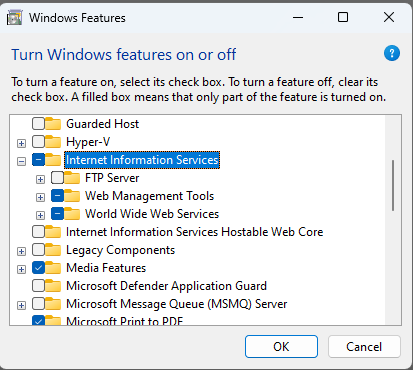 Windows Features
Turn Windows features on or off
To turn a feature on, select its check box. To turn a feature off, clear its
check box. A filled box means that only part of the feature is turned on.
Guarded Host
Hyper-V
Internet Information Services
FTP Server
Web Management Tools
World Wide Web Services
Internet Information Services Hostable Web Core
Legacy Components
Media Features
Microsoft Defender Application Guard
Microsoft Message Queue (MSMQ) Server
Microsoft Print to PDF
OK
Cancel